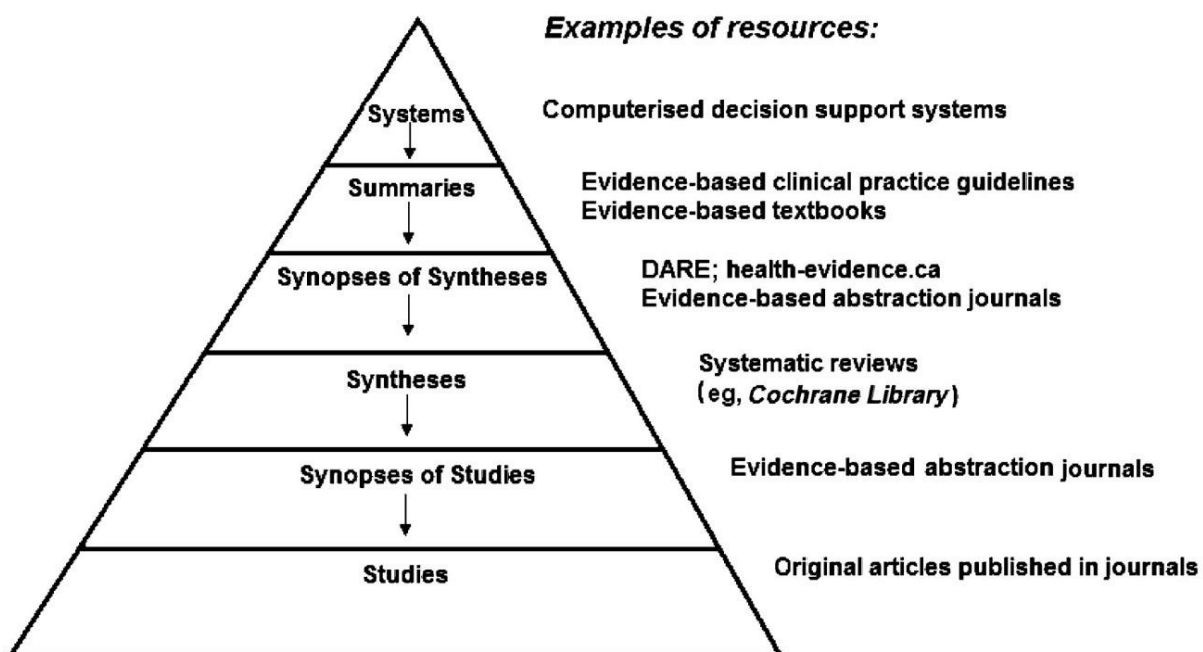 Examples of resources:
Systems
Computerised decision support systems
Summaries
Evidence-based clinical practice guidelines
Evidence-based textbooks
Synopses of Syntheses
DARE; health-evidence.ca
Evidence-based abstraction journals
Syntheses
Systematic reviews
(eg, Cochrane Library)
Synopses of Studies
Evidence-based abstraction journals
Studies
Original articles published in journals